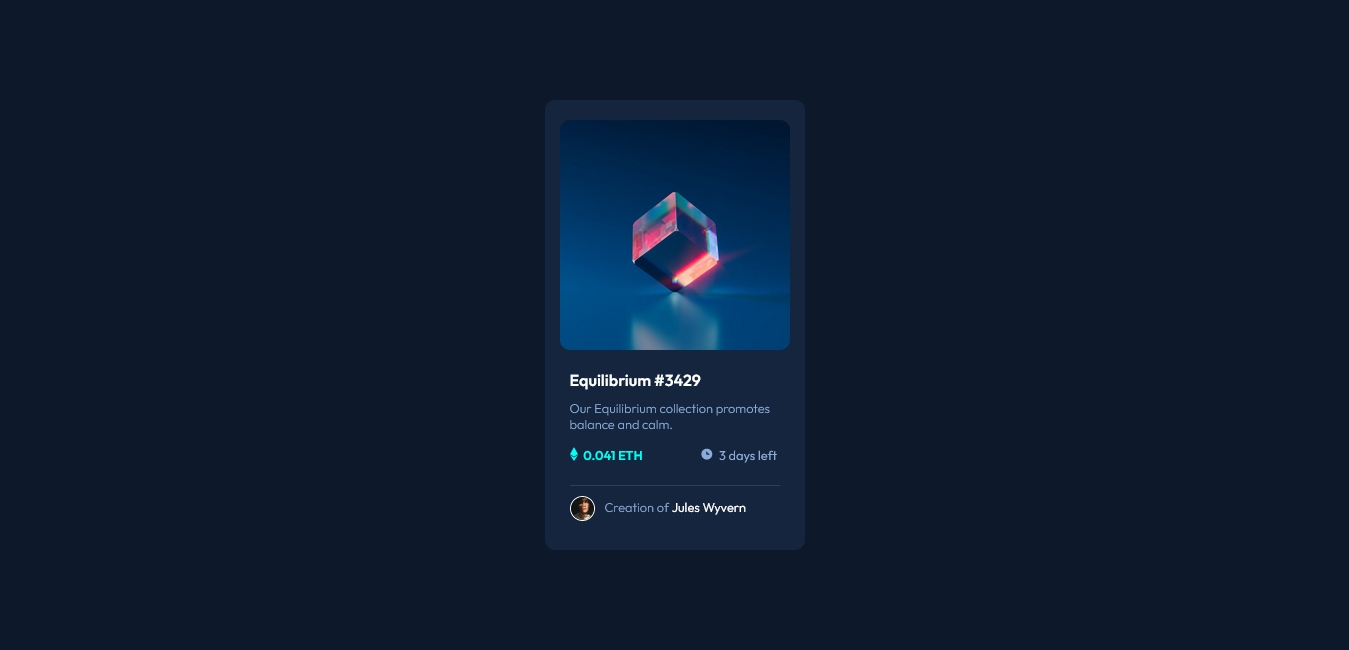 Equilibrium #3429
Our Equilibrium collection promotes
balance and calm.
0.041 ETH
3 days left
Creation of Jules Wyvern